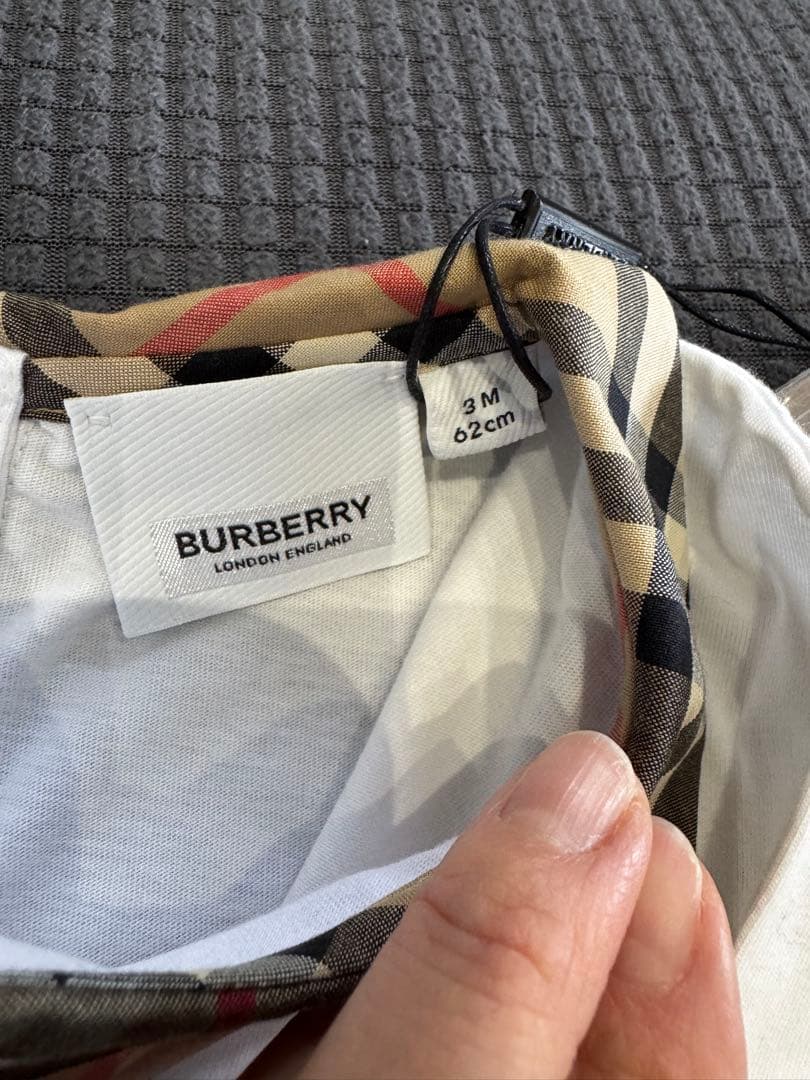 3 M
62cm
BURBERRY
LONDON ENGLAND